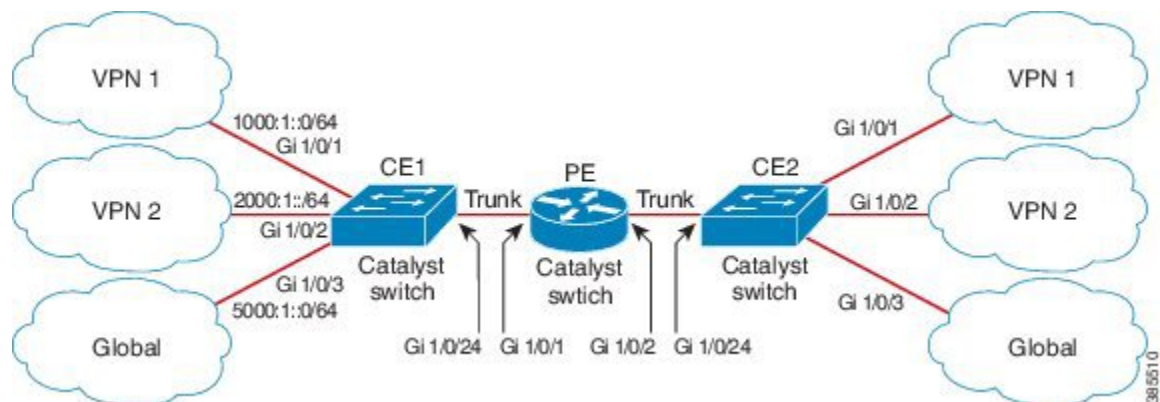 VPN 1
1000:1::0/64
Gi 1/0/1
VPN 2
2000:1::/64
Gi 1/0/2
Gi 1/0/3
5000:1::0/64
Global
CE1
Catalyst
switch
Trunk
PE
Catalyst
swtich
Trunk
CE2
Catalyst
switch
Gi 1/0/24
Gi 1/0/1
Gi 1/0/2
Gi 1/0/24
Gi 1/0/1
VPN 1
Gi 1/0/2
VPN 2
Gi 1/0/3
Global
385510